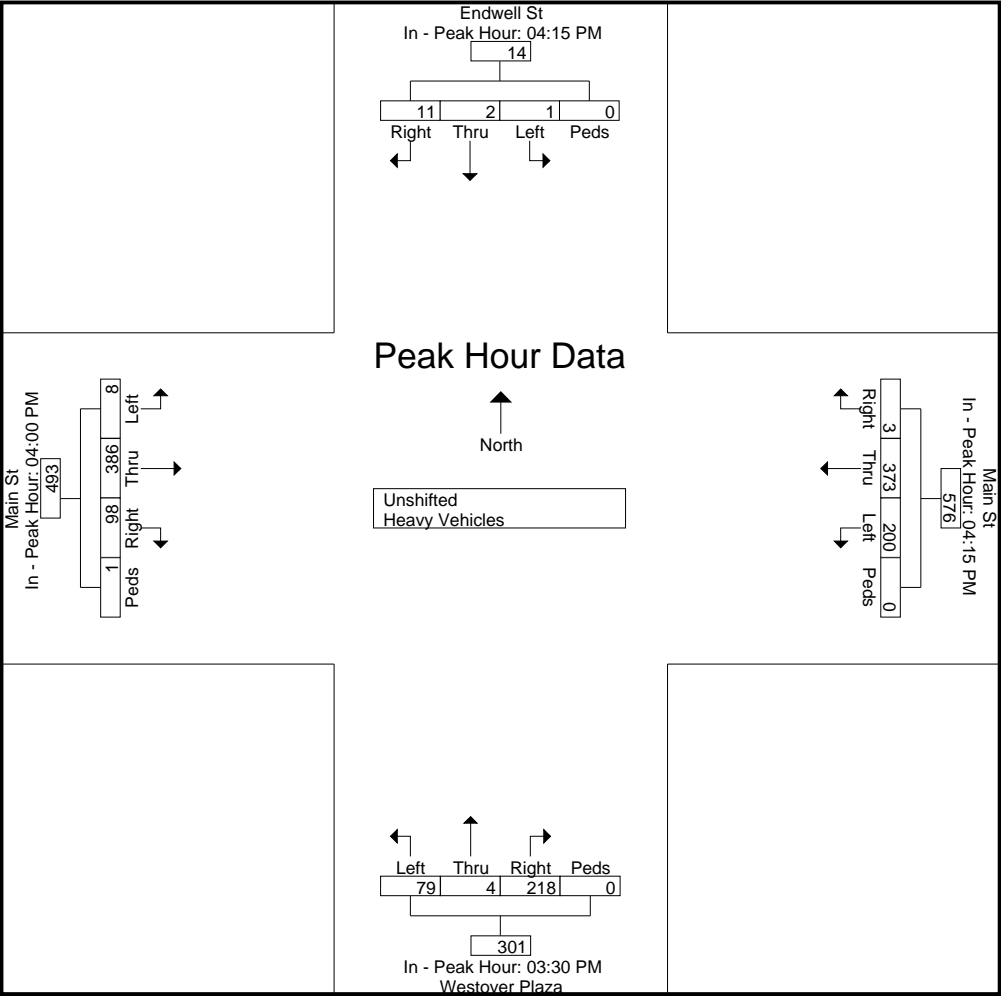 Endwell St
In - Peak Hour: 04:15 PM
14
11 2 1 0
Right Thru Left Peds
Peak Hour Data
North
Unshifted
Heavy Vehicles
Main St
In - Peak Hour: 04:00 PM
493
8 386 98 1
Left Thru Right Peds
Main St
In - Peak Hour: 04:15 PM
576
3 373 200 0
Right Thru Left Peds
Left Thru Right Peds
79 4 218 0
301
In - Peak Hour: 03:30 PM
Westover Plaza